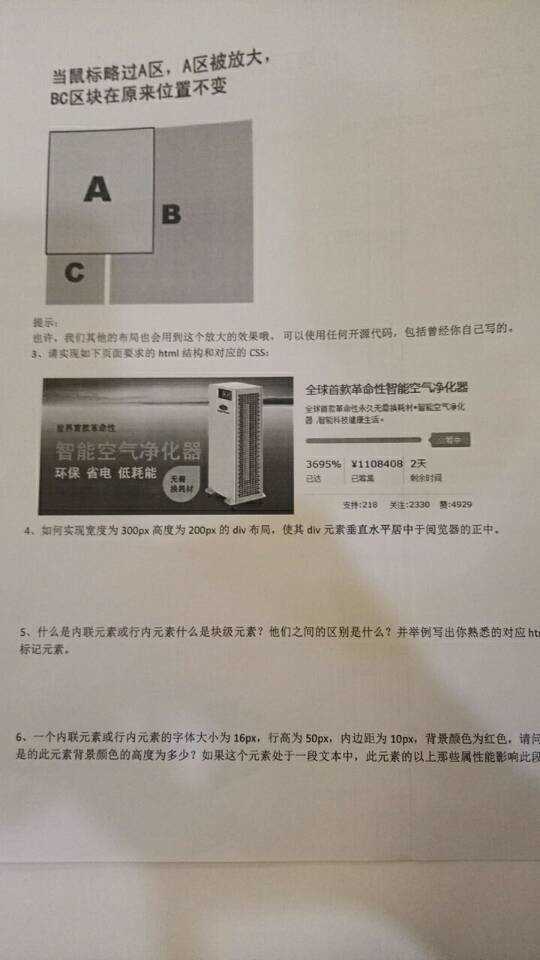 当鼠标略过A区，A区被放大，
BC区块在原来位置不变
A
B
C
提示：
也许，我们其他的布局也会用到这个放大的效果哦，可以使用任何开源代码，包括曾经你自己写的。
3、请实现如下页面要求的 html 结构和对应的 CSS：
世界首款革命性
智能空气净化器
环保 省电 低耗能
无需
换耗材
全球首款革命性智能空气净化器
全球首款革命性永久无需换耗材+智能空气净化
器，智能科技健康生活。
众筹中
3695% ¥1108408 2天
已达 已筹集 剩余时间
支持:218 关注:2330 赞:4929
4、如何实现宽度为 300px 高度为 200px 的 div 布局，使其 div 元素垂直水平居中于阅览器的正中。
5、什么是内联元素或行内元素什么是块级元素？他们之间的区别是什么？并举例写出你熟悉的对应 ht
标记元素。
6、一个内联元素或行内元素的字体大小为 16px，行高为 50px，内边距为 10px，背景颜色为红色，请问
是的此元素背景颜色的高度为多少？如果这个元素处于一段文本中，此元素的以上那些属性能影响此段